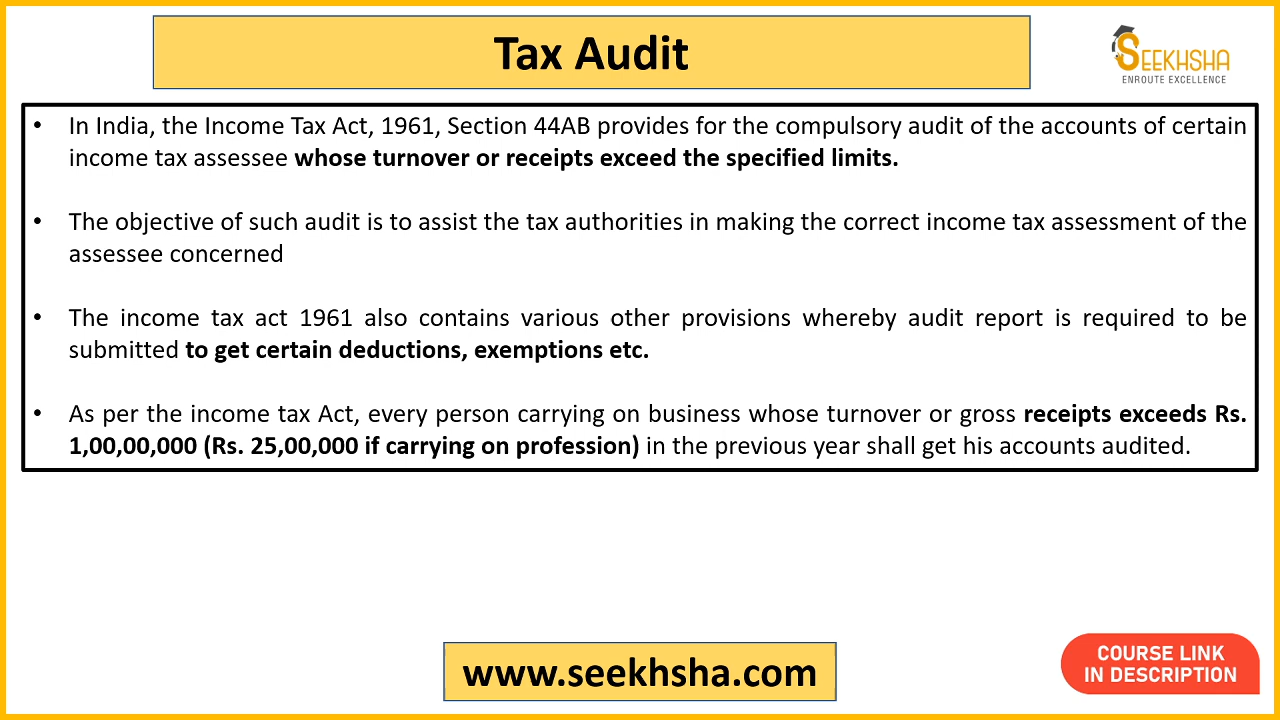 Tax Audit
SEEKHSHA
ENROUTE EXCELLENCE
• In India, the Income Tax Act, 1961, Section 44AB provides for the compulsory audit of the accounts of certain
income tax assessee whose turnover or receipts exceed the specified limits.
• The objective of such audit is to assist the tax authorities in making the correct income tax assessment of the
assessee concerned
• The income tax act 1961 also contains various other provisions whereby audit report is required to be
submitted to get certain deductions, exemptions etc.
• As per the income tax Act, every person carrying on business whose turnover or gross receipts exceeds Rs.
1,00,00,000 (Rs. 25,00,000 if carrying on profession) in the previous year shall get his accounts audited.
www.seekhsha.com
COURSE LINK
IN DESCRIPTION